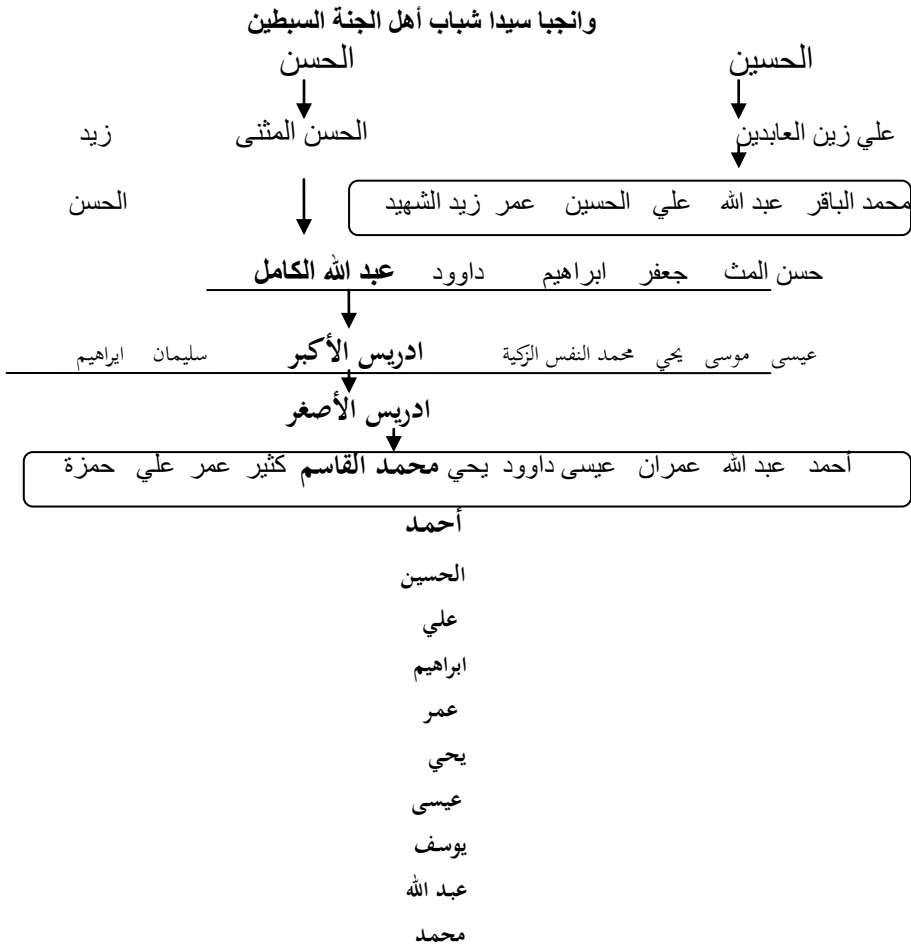 وانجبا سيدا شباب أهل الجنة السبطين
الحسين الحسن
علي زين العابدين الحسن المثنى زيد
محمد الباقر عبد الله علي الحسين عمر زيد الشهيد الحسن
حسن المث جعفر ابراهيم داوود عبد الله الكامل
عيسى موسى يحي محمد النفس الزكية ادريس الأكبر سليمان ايراهيم
ادريس الأصغر
أحمد عبد الله عمران عيسى داوود يحي محمد القاسم كثير عمر علي حمزة
أحمد
الحسين
علي
ابراهيم
عمر
يحي
عيسى
يوسف
عبد الله
محمد